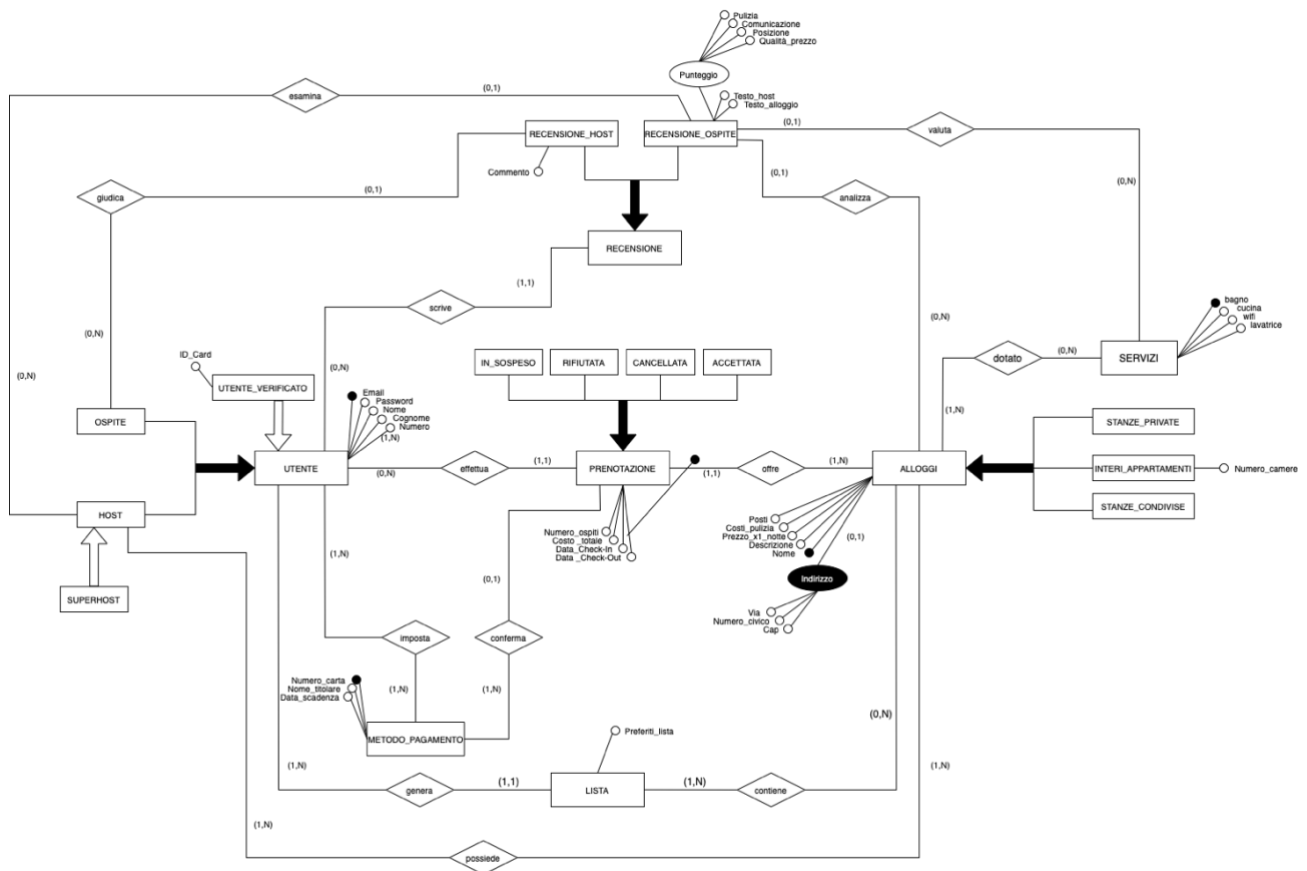 Pulizia
Comunicazione
Posizione
Qualità_prezzo
Punteggio
esamina
(0,1)
Testo_host
Testo_alloggio
RECENSIONE_HOST
RECENSIONE_OSPITE
(0,1)
valuta
Commento
(0,1)
giudica
(0,1)
analizza
(0,N)
RECENSIONE
(1,1)
scrive
(0,N)
(0,N)
bagno
cucina
wifi
lavatrice
ID_Card
(0,N)
UTENTE_VERIFICATO
(0,N)
IN_SOSPESO
RIFIUTATA
CANCELLATA
ACCETTATA
dotato
(0,N)
SERVIZI
Email
Password
Nome
Cognome
Numero
(1,N)
OSPITE
(1,N)
STANZE_PRIVATE
UTENTE
(0,N)
effettua
(1,1)
PRENOTAZIONE
(1,1)
offre
(1,N)
ALLOGGI
INTERI_APPARTAMENTI
Numero_camere
HOST
STANZE_CONDIVISE
Numero_ospiti
Costo _totale
Data_Check-In
Data _Check-Out
Posti
Costi_pulizia
Prezzo_x1_notte
Descrizione
Nome
(0,1)
(1,N)
(0,1)
Indirizzo
SUPERHOST
Via
Numero_civico
Cap
imposta
conferma
Numero_carta
Nome_titolare
Data_scadenza
(1,N)
(1,N)
(0,N)
METODO_PAGAMENTO
Preferiti_lista
(1,N)
genera
(1,1)
LISTA
(1,N)
contiene
(1,N)
(1,N)
possiede